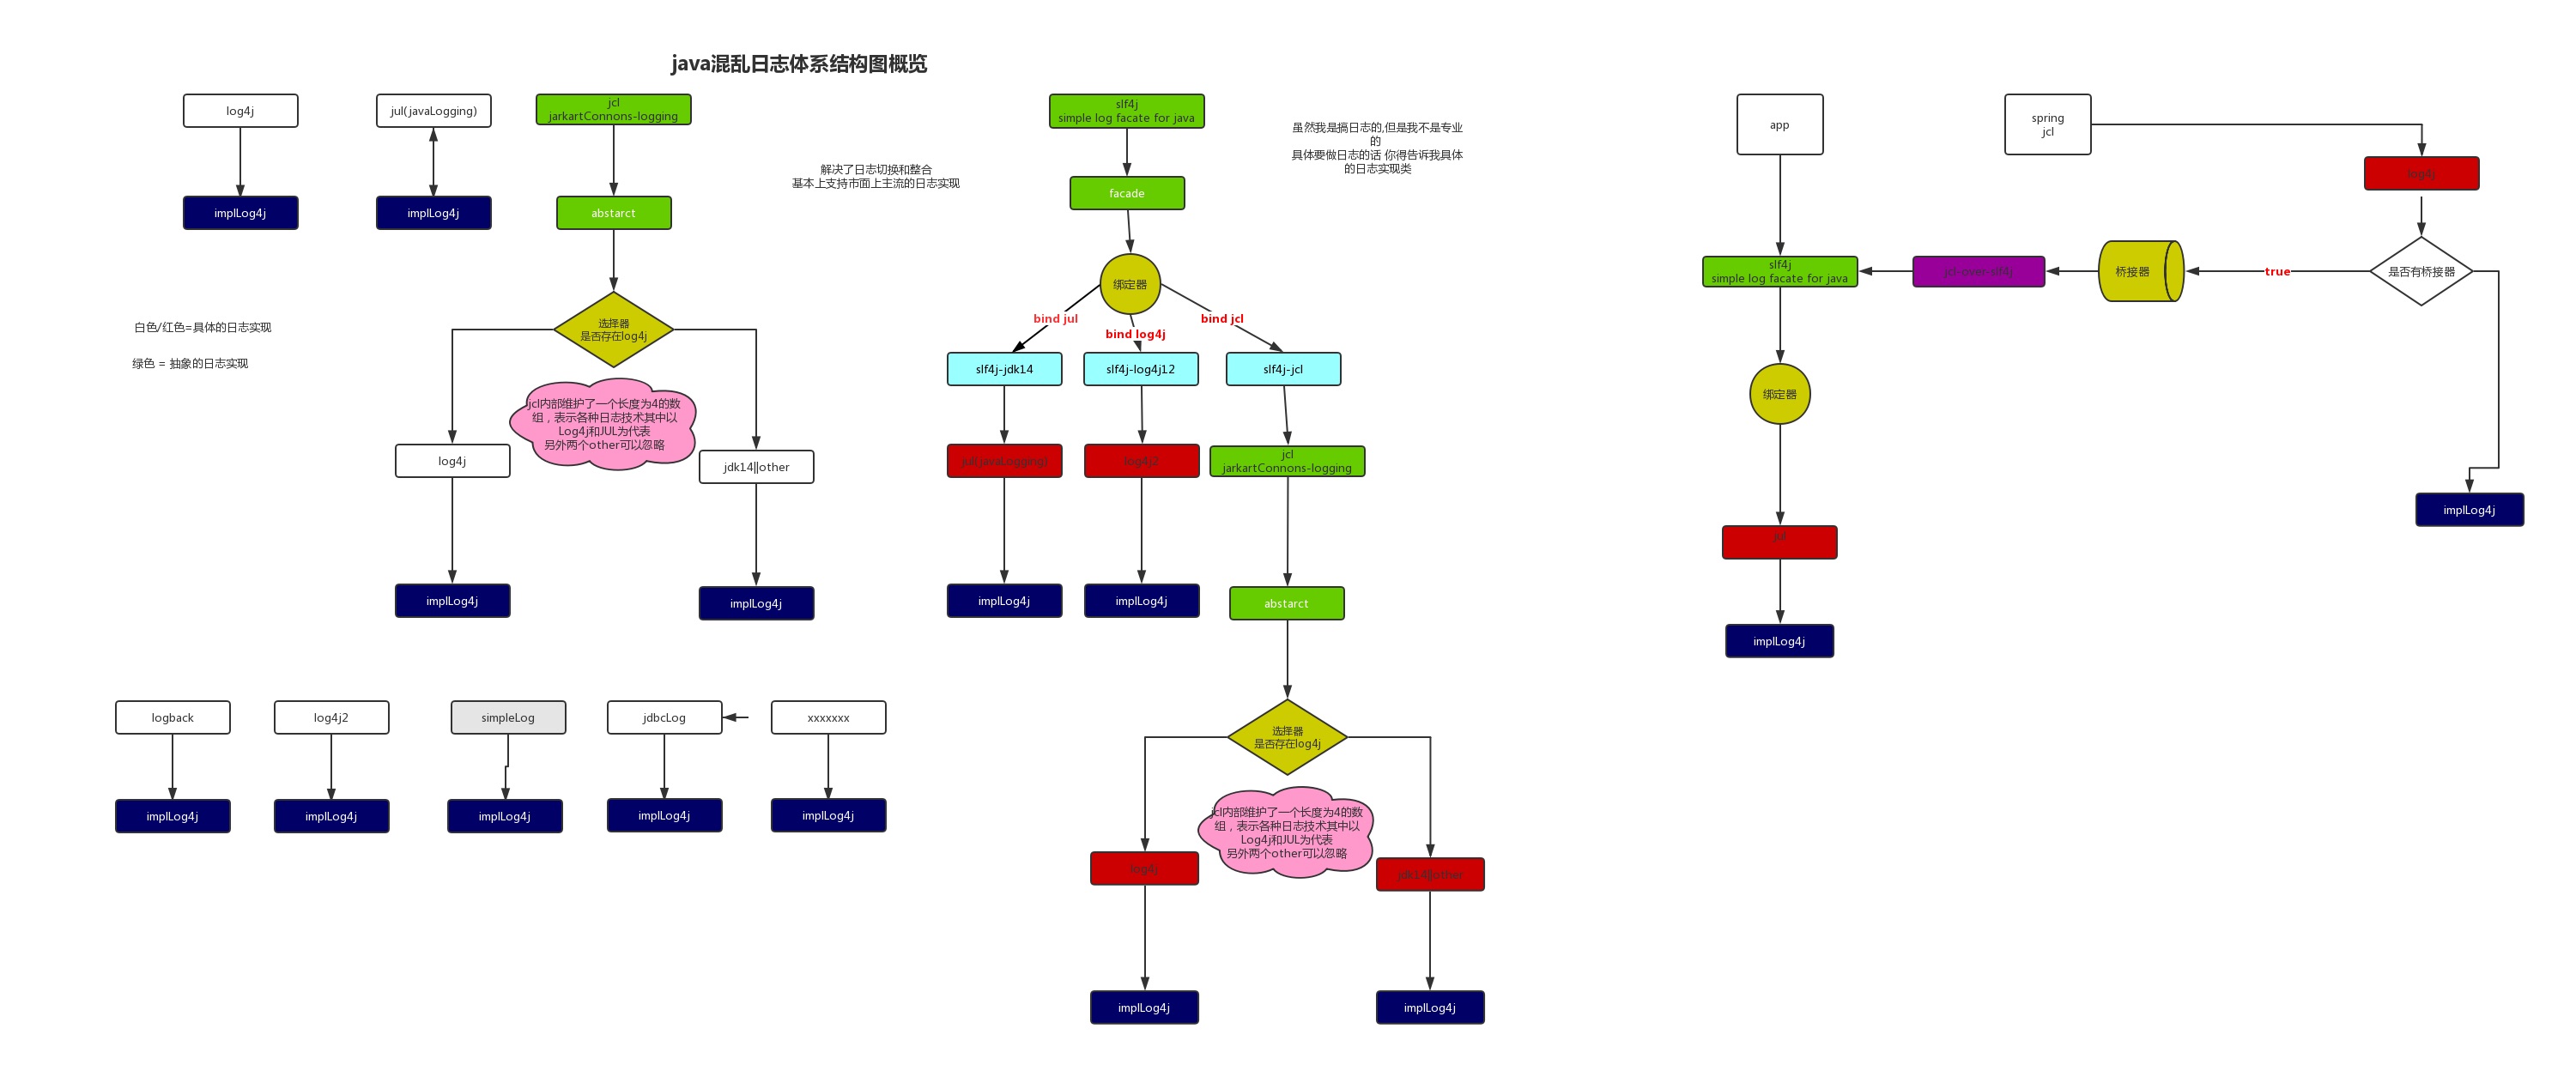 java混乱日志体系结构图概览
log4j
implLog4j
jul(javaLogging)
implLog4j
jcl
jarkartConnons-logging
abstarct
选择器
是否存在log4j
jcl内部维护了一个长度为4的数
组，表示各种日志技术其中以
Log4j和JUL为代表
另外两个other可以忽略
log4j
implLog4j
jdk14||other
implLog4j
白色/红色=具体的日志实现
绿色 = 抽象的日志实现
解决了日志切换和整合
基本上支持市面上主流的日志实现
logback
implLog4j
log4j2
implLog4j
simpleLog
implLog4j
jdbcLog
implLog4j
xxxxxxx
implLog4j
slf4j
simple log facate for java
facade
虽然我是搞日志的,但是我不是专业
的
具体要做日志的话 你得告诉我具体
的日志实现类
绑定器
bind jul
bind log4j
bind jcl
slf4j-jdk14
slf4j-log4j12
slf4j-jcl
jul(javaLogging)
log4j2
jcl
jarkartConnons-logging
implLog4j
implLog4j
abstarct
选择器
是否存在log4j
jcl内部维护了一个长度为4的数
组，表示各种日志技术其中以
Log4j和JUL为代表
另外两个other可以忽略
log4j
jdk14||other
implLog4j
implLog4j
app
spring
jcl
log4j
slf4j
simple log facate for java
jcl-over-slf4j
桥接器
true
是否有桥接器
绑定器
implLog4j
jul
implLog4j